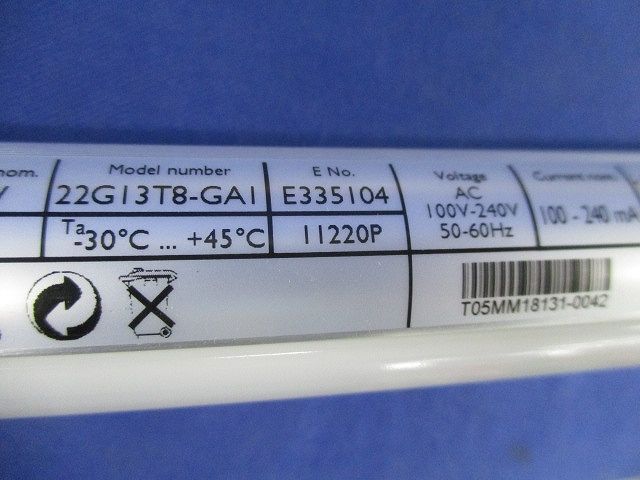 nom.
Model number
22G13T8-GA1
E No.
E335104
Voltage
AC
100V-240V
50-60Hz
Current nom.
100 - 240 mA
Ta
-30°C ... +45°C
11220P
T05MM18131-0042